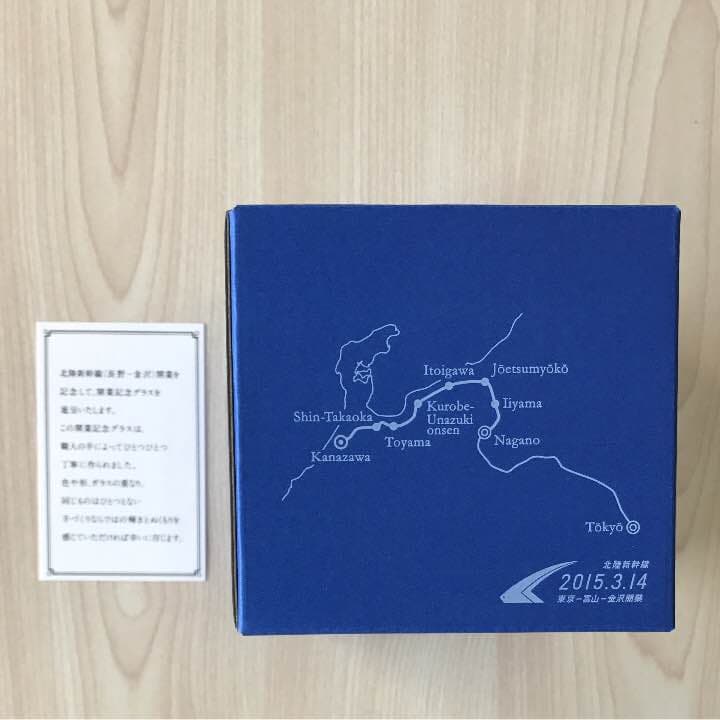 北陸新幹線(長野ー金沢)開業を
記念して、開業記念グラスを
進呈いたします。
この開業記念グラスは、
職人の手によってひとつひとつ
丁寧に作られました。
色や形、ガラスの重なり、
同じものはひとつとない
手づくりならではの輝きとぬくもりを
感じていただければ幸いに存じます。
Itoigawa
Jōetsumyōkō
Shin-Takaoka
Kurobe-
Unazuki
onsen
Iiyama
Toyama
Nagano
Kanazawa
Tōkyō
北陸新幹線
2015.3.14
東京ー富山ー金沢開業